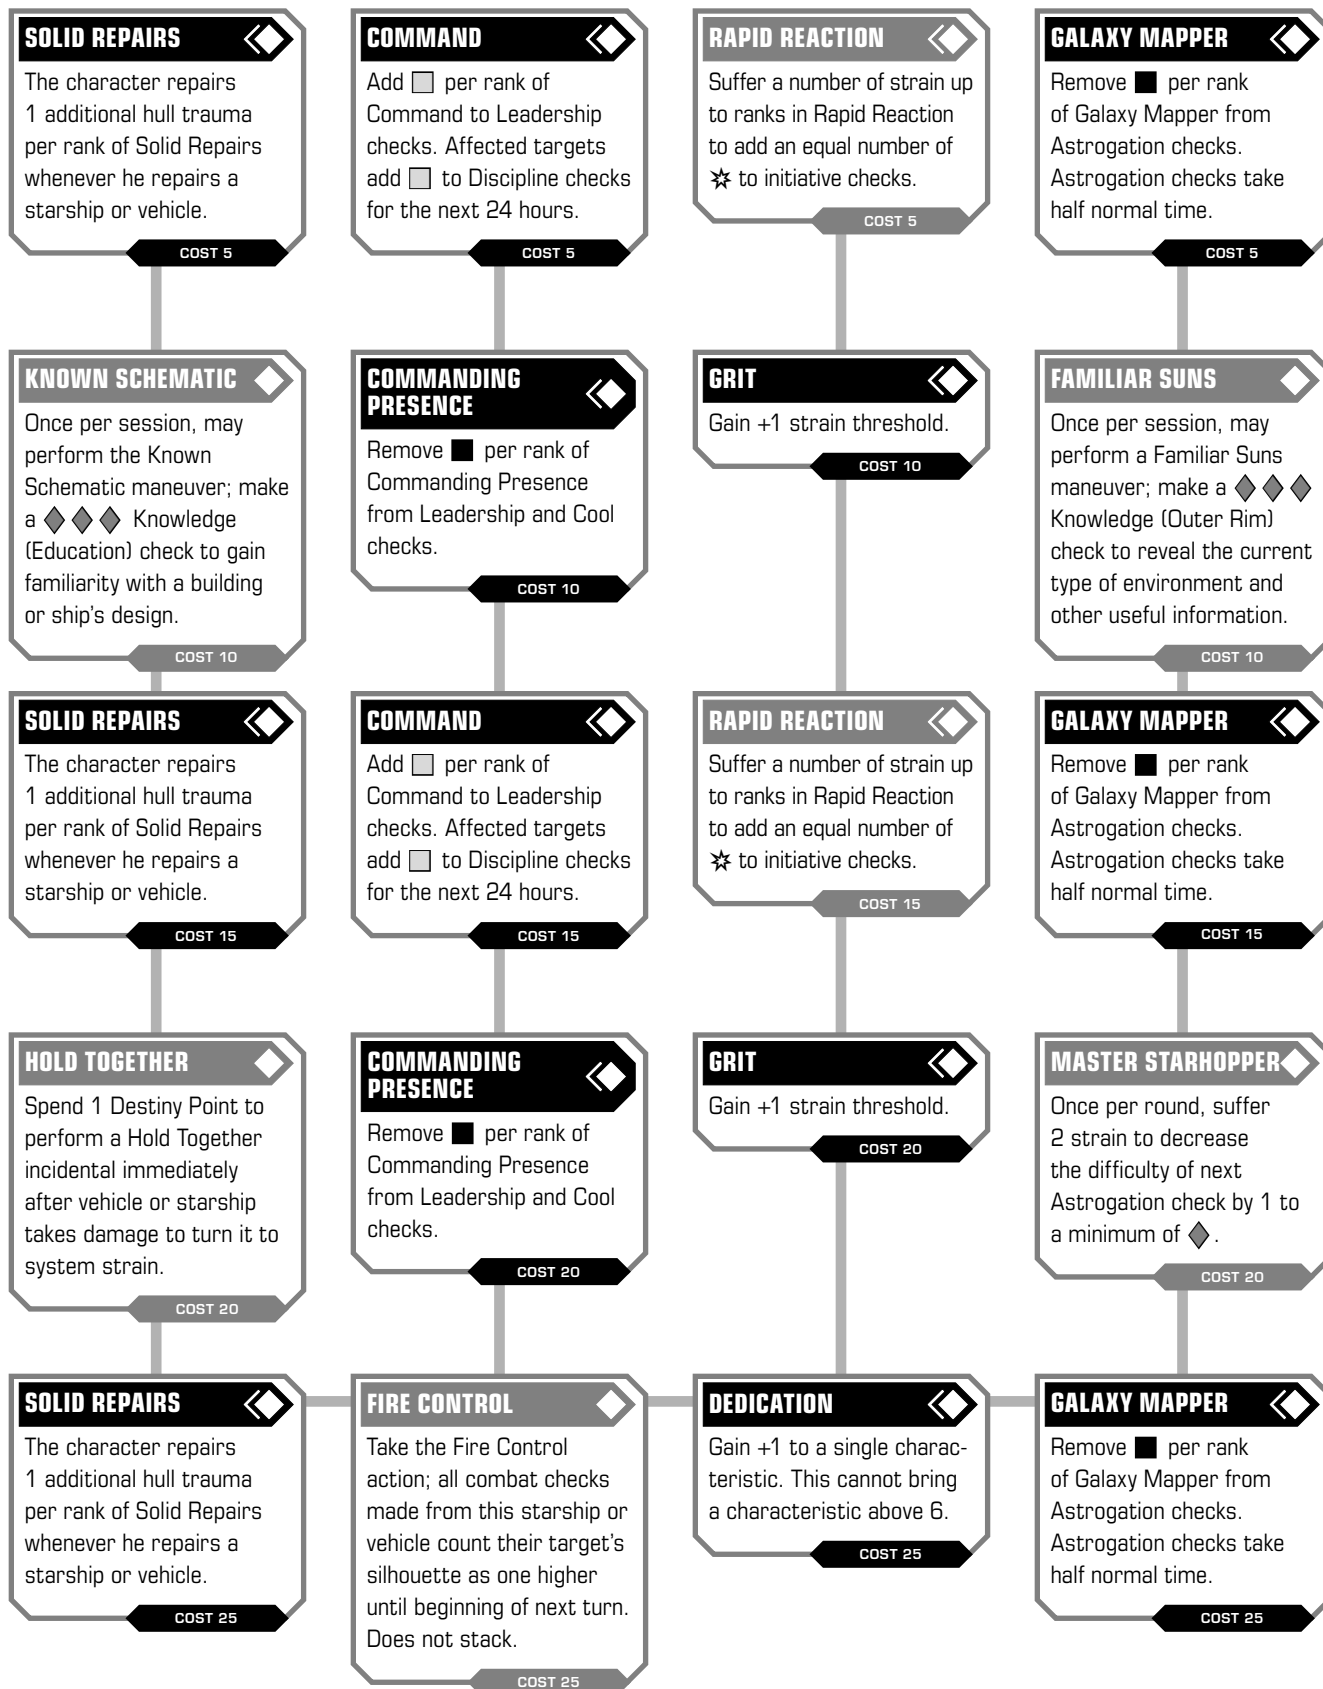 SOLID REPAIRS
The character repairs
1 additional hull trauma
per rank of Solid Repairs
whenever he repairs a
starship or vehicle.
COST 5
COMMAND
Add per rank of
Command to Leadership
checks. Affected targets
add to Discipline checks
for the next 24 hours.
COST 5
RAPID REACTION
Suffer a number of strain up
to ranks in Rapid Reaction
to add an equal number of
to initiative checks.
COST 5
GALAXY MAPPER
Remove per rank
of Galaxy Mapper from
Astrogation checks.
Astrogation checks take
half normal time.
COST 5
KNOWN SCHEMATIC
Once per session, may
perform the Known
Schematic maneuver; make
a Knowledge
(Education) check to gain
familiarity with a building
or ship's design.
COST 10
COMMANDING
PRESENCE
Remove per rank of
Commanding Presence
from Leadership and Cool
checks.
COST 10
GRIT
Gain +1 strain threshold.
COST 10
FAMILIAR SUNS
Once per session, may
perform a Familiar Suns
maneuver; make a
Knowledge (Outer Rim)
check to reveal the current
type of environment and
other useful information.
COST 10
SOLID REPAIRS
The character repairs
1 additional hull trauma
per rank of Solid Repairs
whenever he repairs a
starship or vehicle.
COST 15
COMMAND
Add per rank of
Command to Leadership
checks. Affected targets
add to Discipline checks
for the next 24 hours.
COST 15
RAPID REACTION
Suffer a number of strain up
to ranks in Rapid Reaction
to add an equal number of
to initiative checks.
COST 15
GALAXY MAPPER
Remove per rank
of Galaxy Mapper from
Astrogation checks.
Astrogation checks take
half normal time.
COST 15
HOLD TOGETHER
Spend 1 Destiny Point to
perform a Hold Together
incidental immediately
after vehicle or starship
takes damage to turn it to
system strain.
COST 20
COMMANDING
PRESENCE
Remove per rank of
Commanding Presence
from Leadership and Cool
checks.
COST 20
GRIT
Gain +1 strain threshold.
COST 20
MASTER STARHOPPER
Once per round, suffer
2 strain to decrease
the difficulty of next
Astrogation check by 1 to
a minimum of .
COST 20
SOLID REPAIRS
The character repairs
1 additional hull trauma
per rank of Solid Repairs
whenever he repairs a
starship or vehicle.
COST 25
FIRE CONTROL
Take the Fire Control
action; all combat checks
made from this starship or
vehicle count their target's
silhouette as one higher
until beginning of next turn.
Does not stack.
COST 25
DEDICATION
Gain +1 to a single charac-
teristic. This cannot bring
a characteristic above 6.
COST 25
GALAXY MAPPER
Remove per rank
of Galaxy Mapper from
Astrogation checks.
Astrogation checks take
half normal time.
COST 25